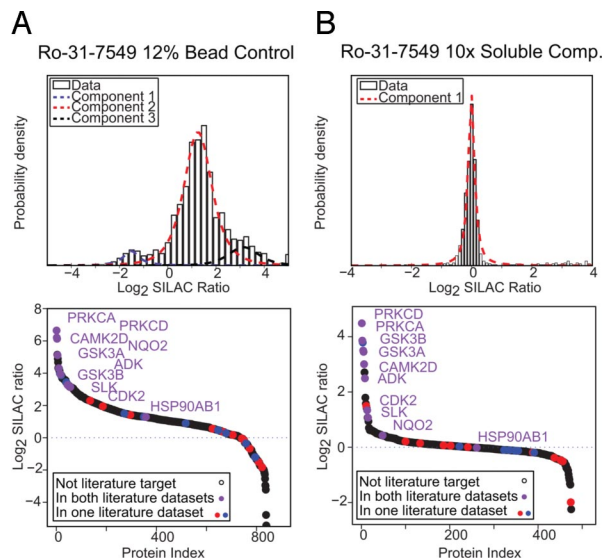 A
Ro-31-7549 12% Bead Control
Probability density
Data
Component 1
Component 2
Component 3
−4 −2 0 2 4
Log2 SILAC Ratio
Log2 SILAC ratio
8
6
4
2
0
−2
−4
PRKCA
PRKCD
CAMK2D
NQO2
GSK3A
ADK
GSK3B
SLK
CDK2
HSP90AB1
Not literature target
In both literature datasets
In one literature dataset
0 200 400 600 800
Protein Index
B
Ro-31-7549 10x Soluble Comp.
Probability density
Data
Component 1
−4 −2 0 2 4
Log2 SILAC Ratio
Log2 SILAC ratio
4
2
0
−2
PRKCD
PRKCA
GSK3B
GSK3A
CAMK2D
ADK
CDK2
SLK
NQO2
HSP90AB1
Not literature target
In both literature datasets
In one literature dataset
0 200 400
Protein Index